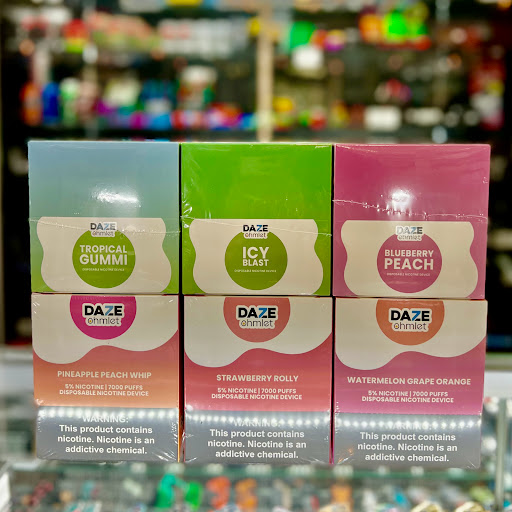 DAZE
ohmlet
TROPICAL
GUMMI
DISPOSABLE NICOTINE DEVICE
DAZE
ohmlet
ICY
BLAST
DISPOSABLE NICOTINE DEVICE
DAZE
ohmlet
BLUEBERRY
PEACH
DISPOSABLE NICOTINE DEVICE
DAZE
ohmlet
PINEAPPLE PEACH WHIP
5% NICOTINE | 7000 PUFFS
DISPOSABLE NICOTINE DEVICE
WARNING:
This product contains
nicotine. Nicotine is an
addictive chemical.
DAZE
ohmlet
STRAWBERRY ROLLY
5% NICOTINE | 7000 PUFFS
DISPOSABLE NICOTINE DEVICE
WARNING:
This product contains
nicotine. Nicotine is an
addictive chemical.
DAZE
ohmlet
WATERMELON GRAPE ORANGE
5% NICOTINE | 7000 PUFFS
DISPOSABLE NICOTINE DEVICE
WARNING:
This product contains
nicotine. Nicotine is an
addictive chemical.